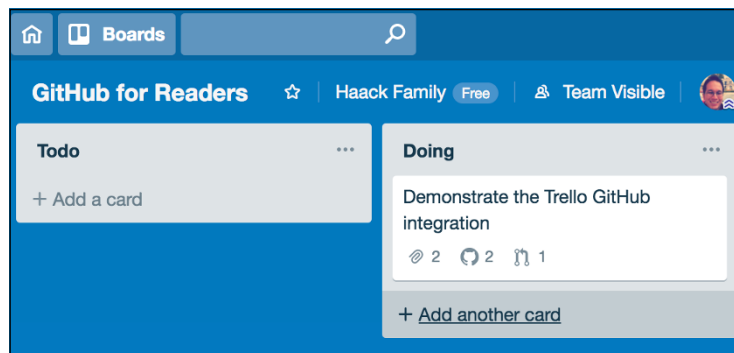 Boards
GitHub for Readers
Haack Family Free
Team Visible
Todo
...
+ Add a card
Doing
...
Demonstrate the Trello GitHub
integration
2 2 1
+ Add another card